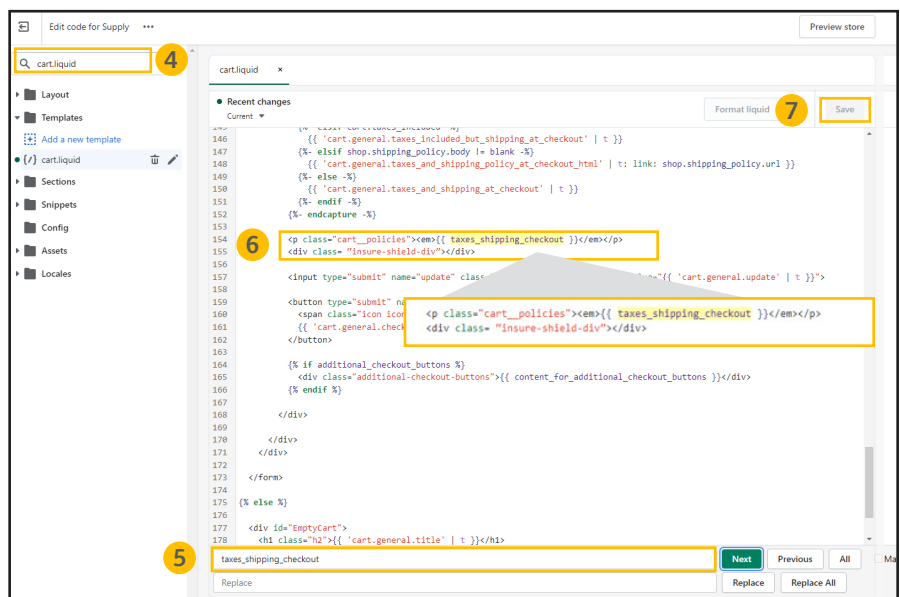 Edit code for Supply •••
Preview store
cart.liquid
4
Layout
Templates
Add a new template
{/} cart.liquid
Sections
Snippets
Config
Assets
Locales
cart.liquid ×
Recent changes
Current
Format liquid
7
Save
146 {{ 'cart.general.taxes_included_but_shipping_at_checkout' | t }}
147 {%- elsif shop.shipping_policy.body != blank -%}
148 {{ 'cart.general.taxes_and_shipping_policy_at_checkout_html' | t: link: shop.shipping_policy.url }}
149 {%- else -%}
150 {{ 'cart.general.taxes_and_shipping_at_checkout' | t }}
151 {%- endif -%}
152 {%- endcapture -%}
153
6
154 <p class="cart__policies"><em>{{ taxes_shipping_checkout }}</em></p>
155 <div class= “insure-shield-div”></div>
156
157 <input type="submit" name="update" clas "{{ 'cart.general.update' | t }}">
158
159 <button type="submit" na
160 <span class="icon icon
161 {{ 'cart.general.check
162 </button>
<p class="cart__policies"><em>{{ taxes_shipping_checkout }}</em></p>
<div class= “insure-shield-div”></div>
163
164 {% if additional_checkout_buttons %}
165 <div class="additional-checkout-buttons">{{ content_for_additional_checkout_buttons }}</div>
166 {% endif %}
167
168 </div>
169
170 </div>
171 </div>
172
173 </form>
174
175 {% else %}
176
177 <div id="EmptyCart">
178 <h1 class="h2">{{ 'cart.general.title' | t }}</h1>
5
taxes_shipping_checkout
Next
Previous
All
Ma
Replace
Replace
Replace All